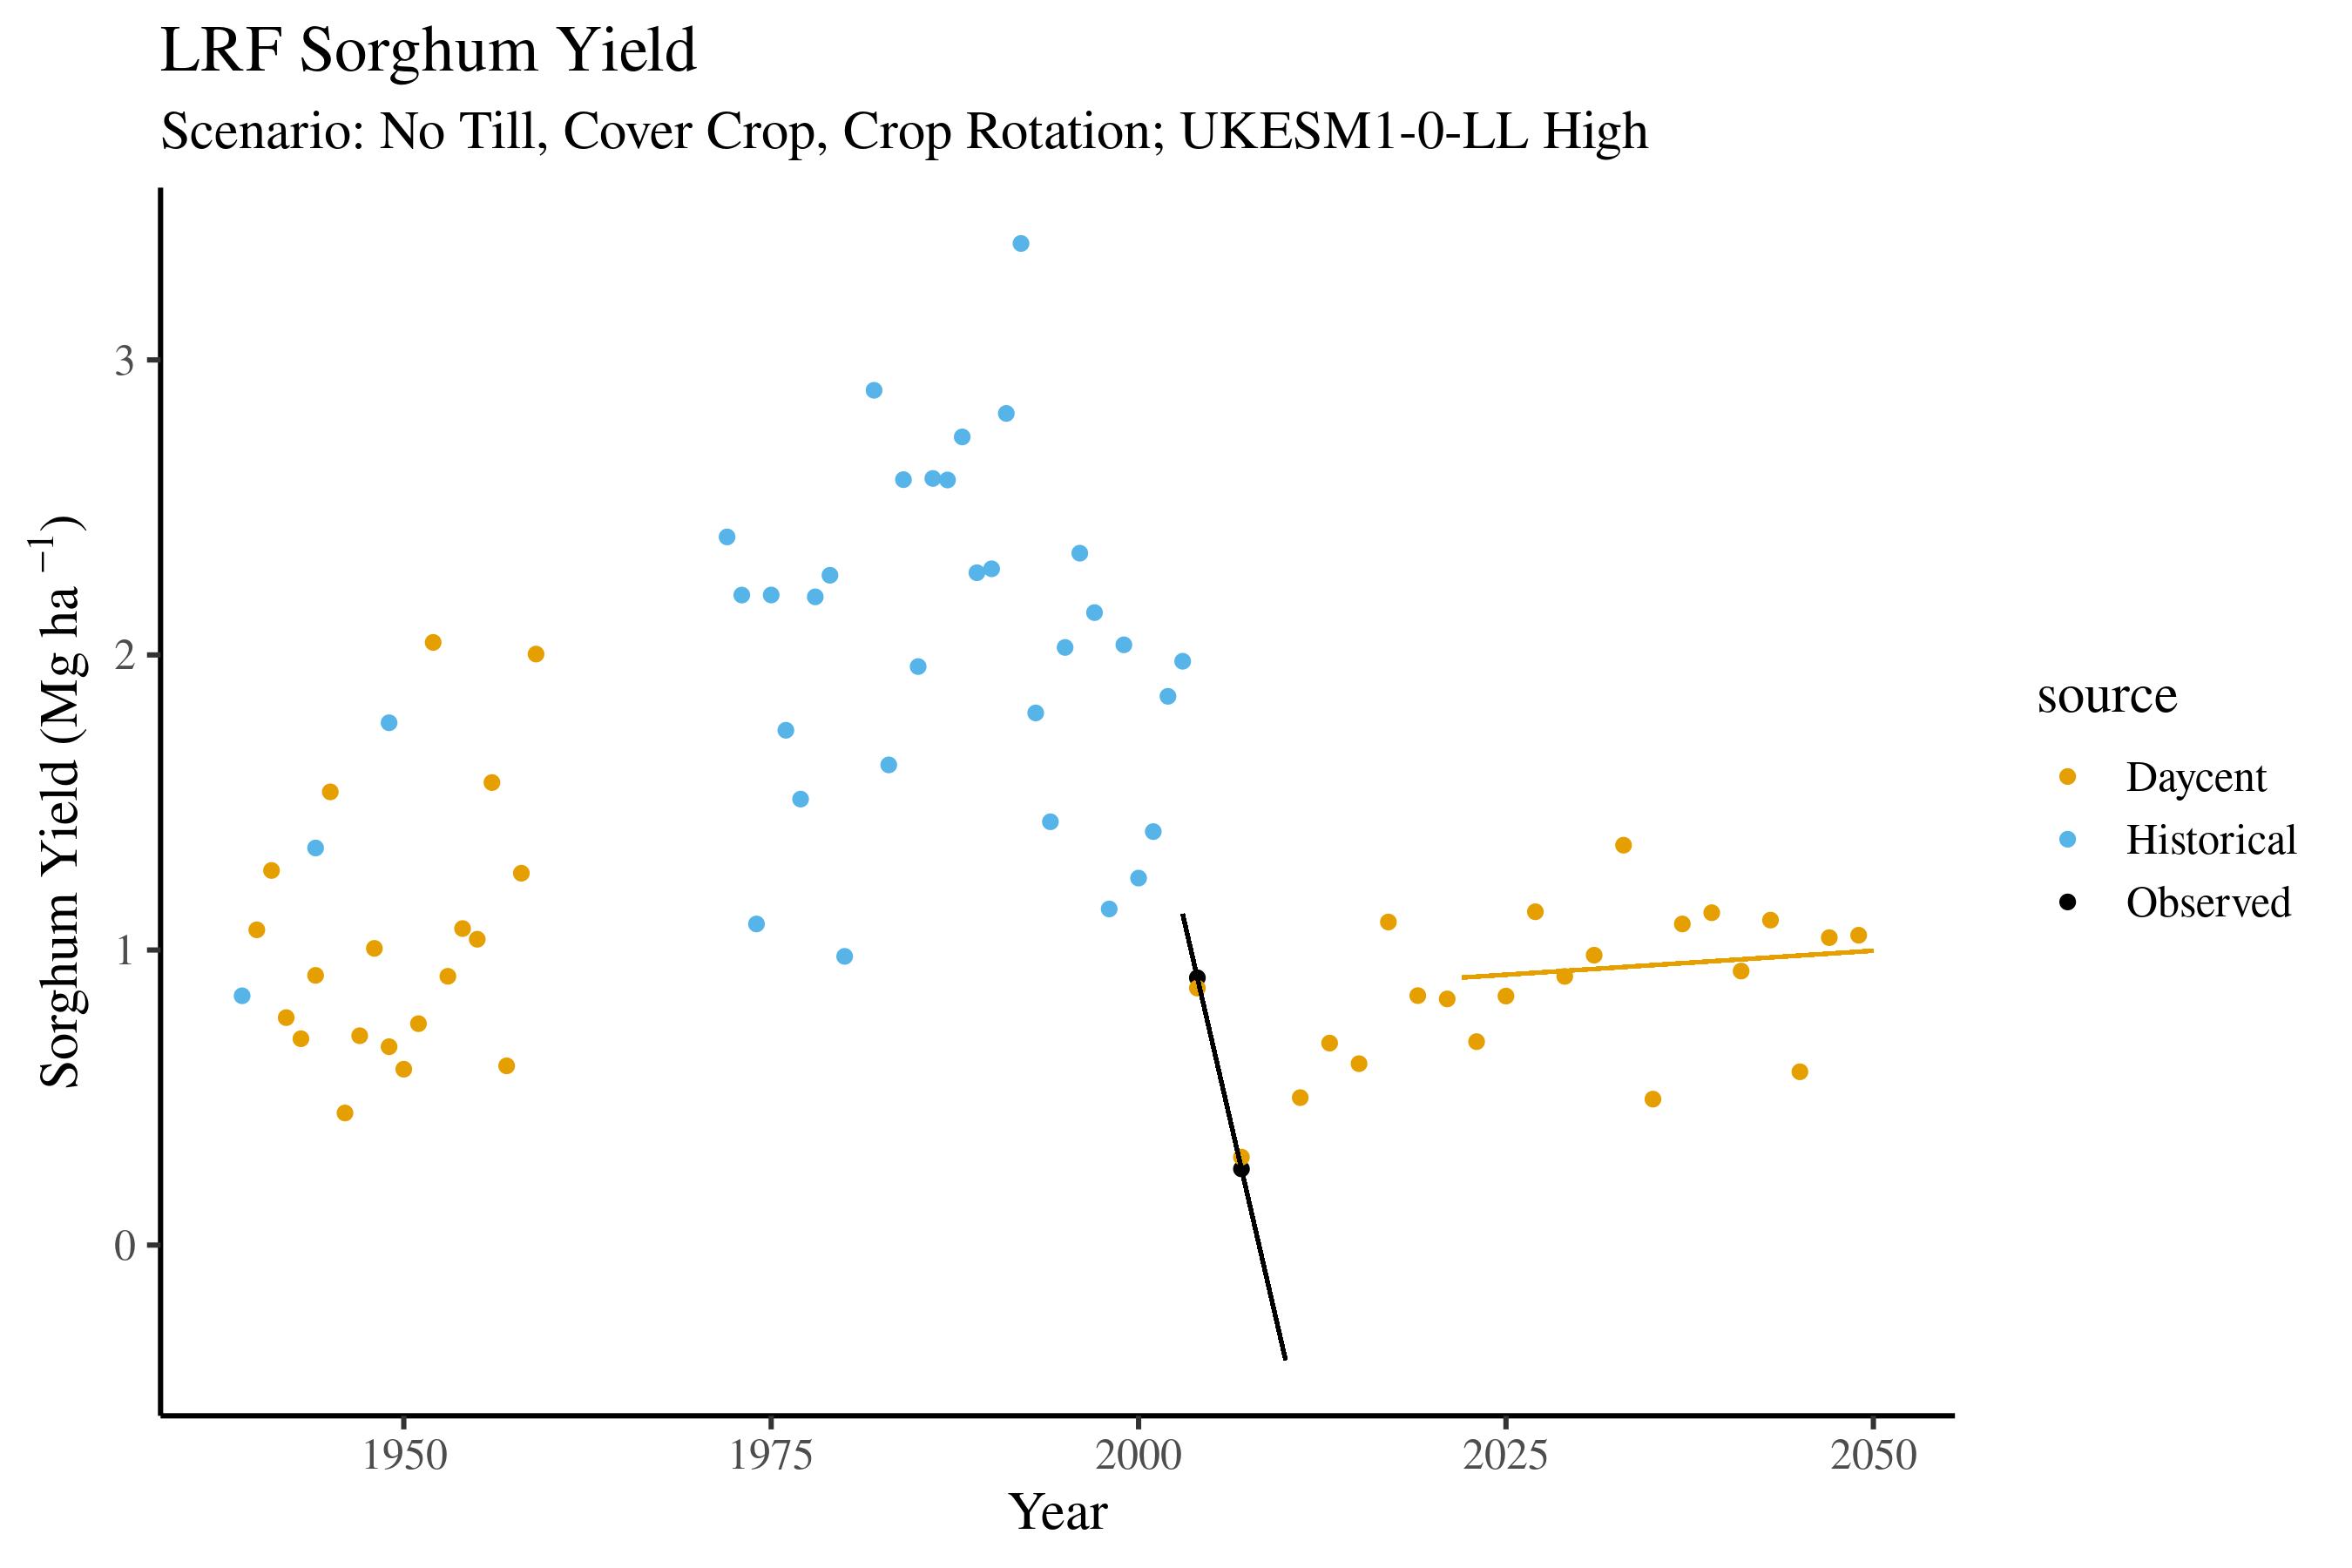 LRF Sorghum Yield
Scenario: No Till, Cover Crop, Crop Rotation; UKESM1-0-LL High
Sorghum Yield (Mg ha −1)
3
2
1
0
1950
1975
2000
2025
2050
Year
source
Daycent
Historical
Observed